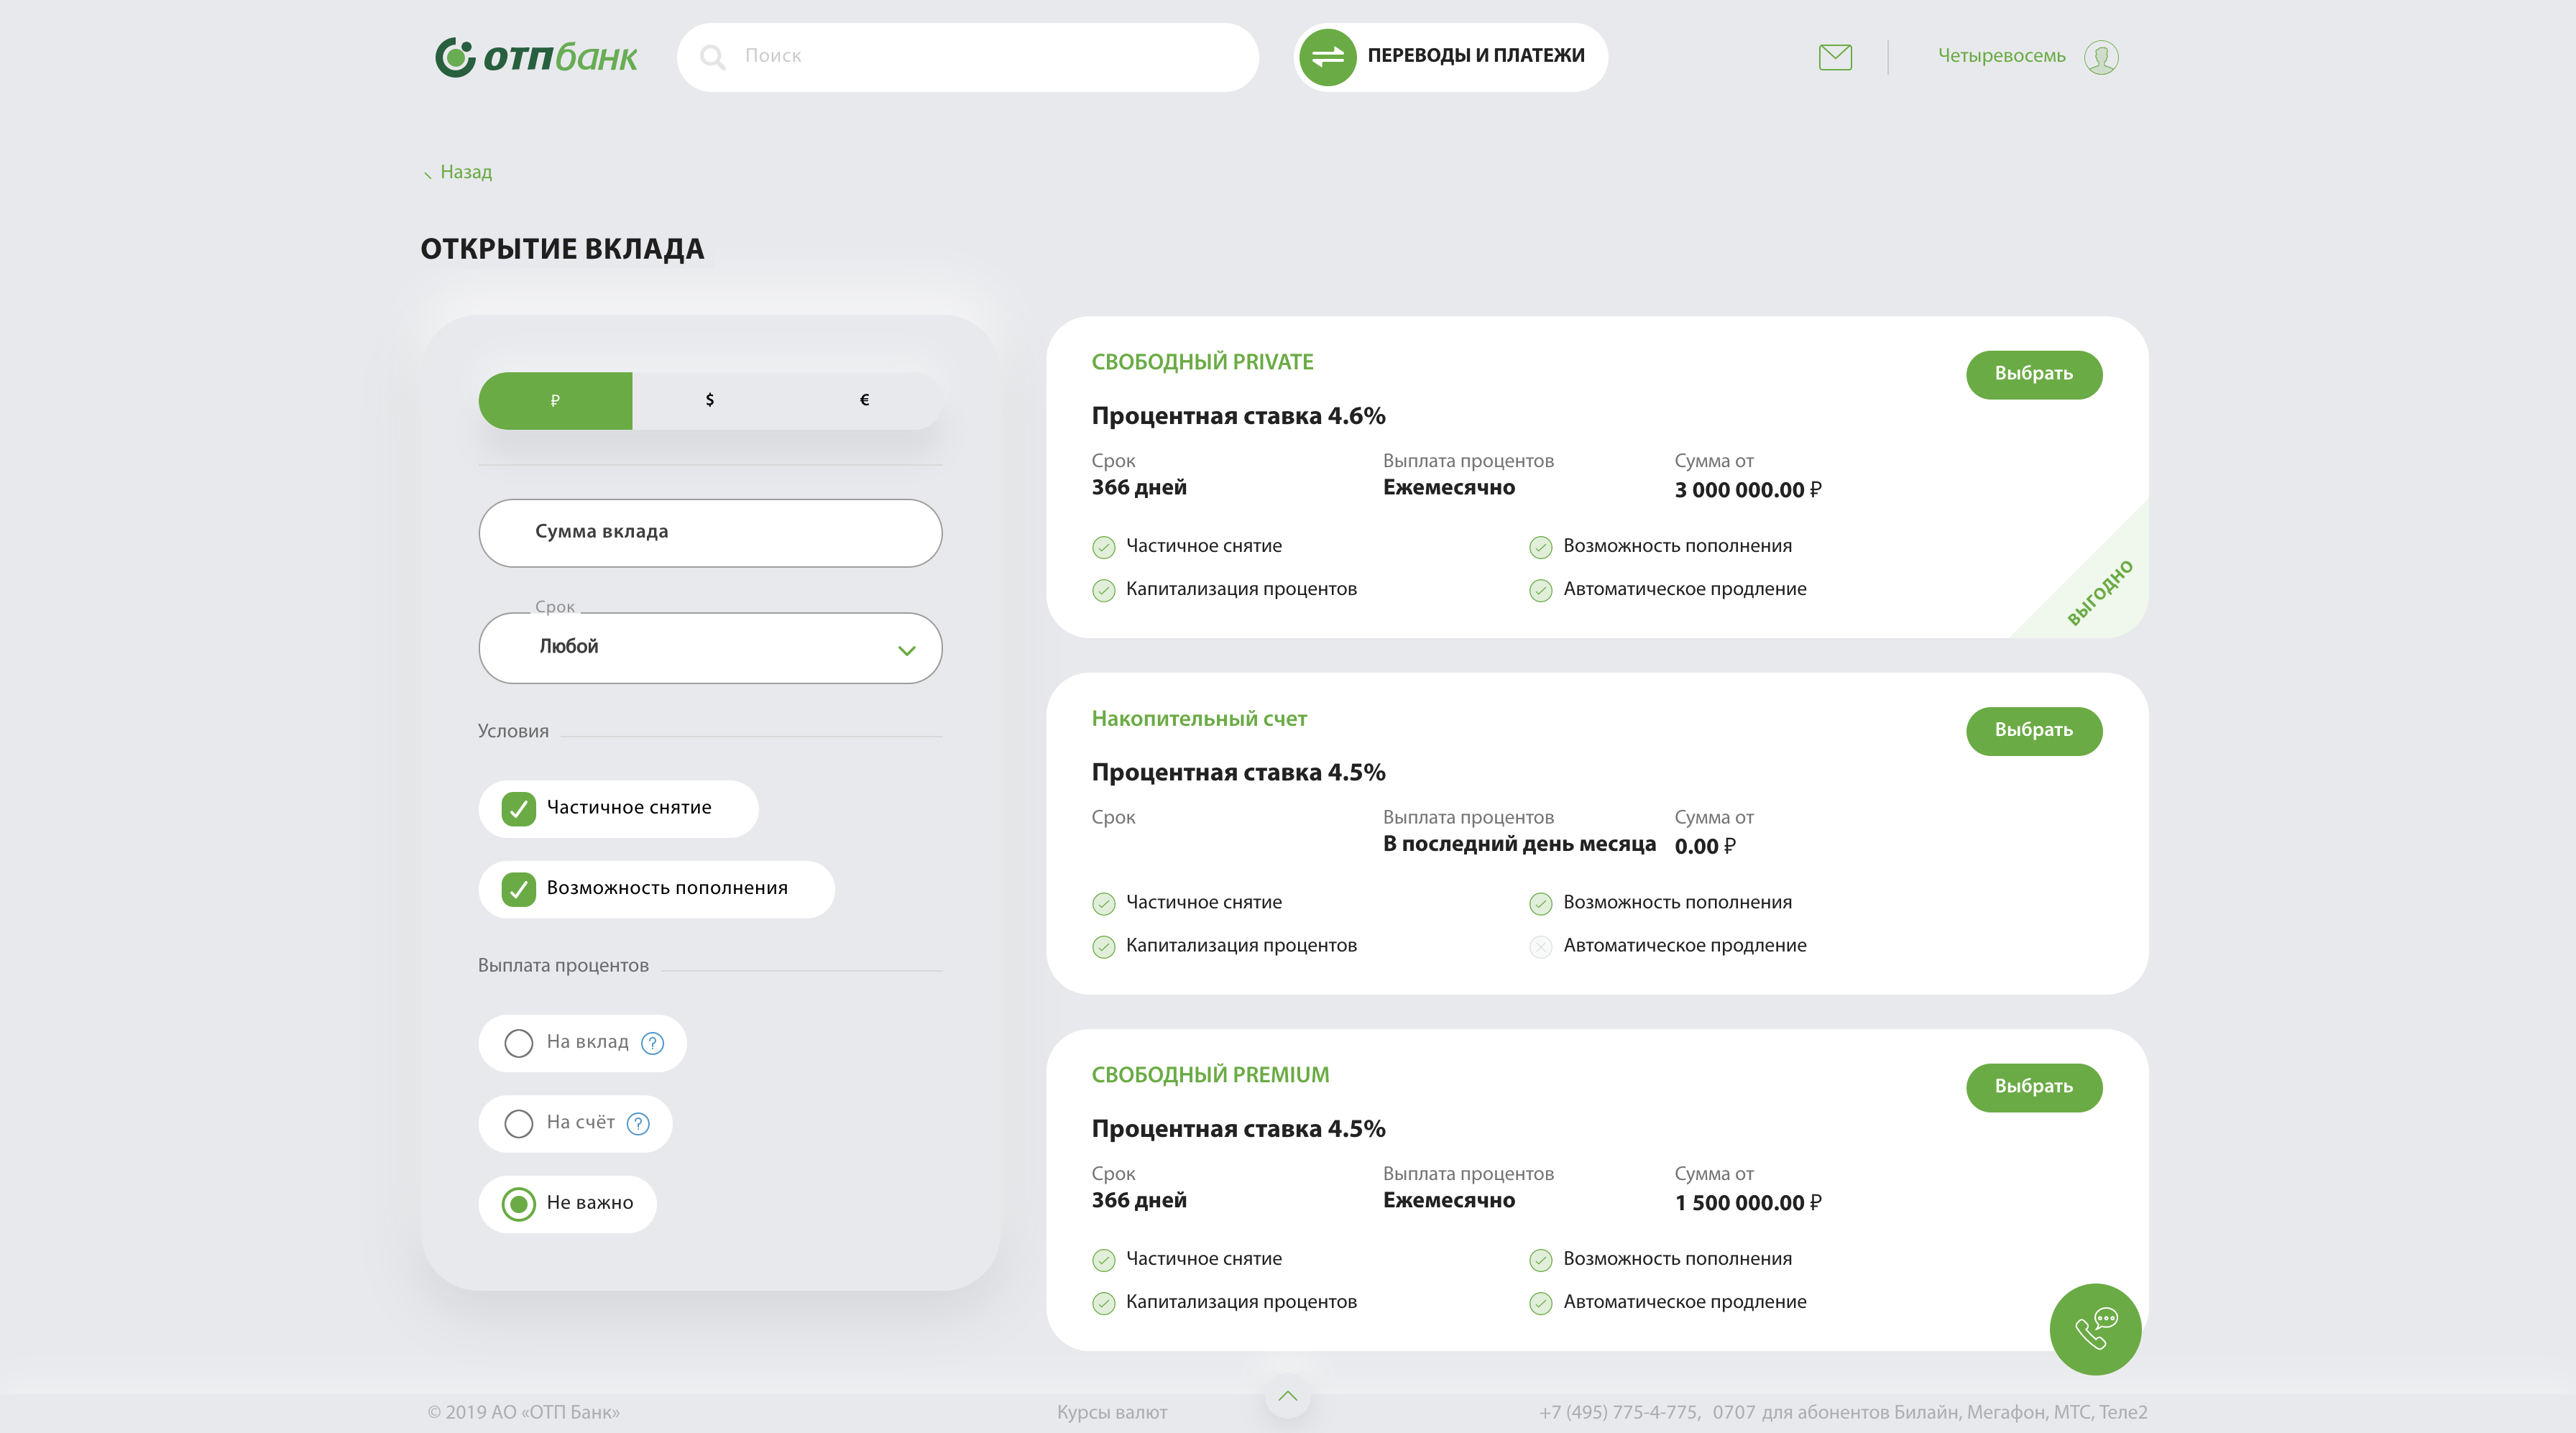 отпбанк
Поиск
ПЕРЕВОДЫ И ПЛАТЕЖИ
Четыревосемь
Назад
ОТКРЫТИЕ ВКЛАДА
₽ $ €
Сумма вклада
Срок
Любой
Условия
Частичное снятие
Возможность пополнения
Выплата процентов
На вклад ?
На счёт ?
Не важно
СВОБОДНЫЙ PRIVATE
Выбрать
Процентная ставка 4.6%
Срок Выплата процентов Сумма от
366 дней Ежемесячно 3 000 000.00 ₽
Частичное снятие Возможность пополнения
Капитализация процентов Автоматическое продление
ВЫГОДНО
Накопительный счет
Выбрать
Процентная ставка 4.5%
Срок Выплата процентов Сумма от
В последний день месяца 0.00 ₽
Частичное снятие Возможность пополнения
Капитализация процентов Автоматическое продление
СВОБОДНЫЙ PREMIUM
Выбрать
Процентная ставка 4.5%
Срок Выплата процентов Сумма от
366 дней Ежемесячно 1 500 000.00 ₽
Частичное снятие Возможность пополнения
Капитализация процентов Автоматическое продление
© 2019 АО «ОТП Банк» Курсы валют +7 (495) 775-4-775, 0707 для абонентов Билайн, Мегафон, МТС, Теле2